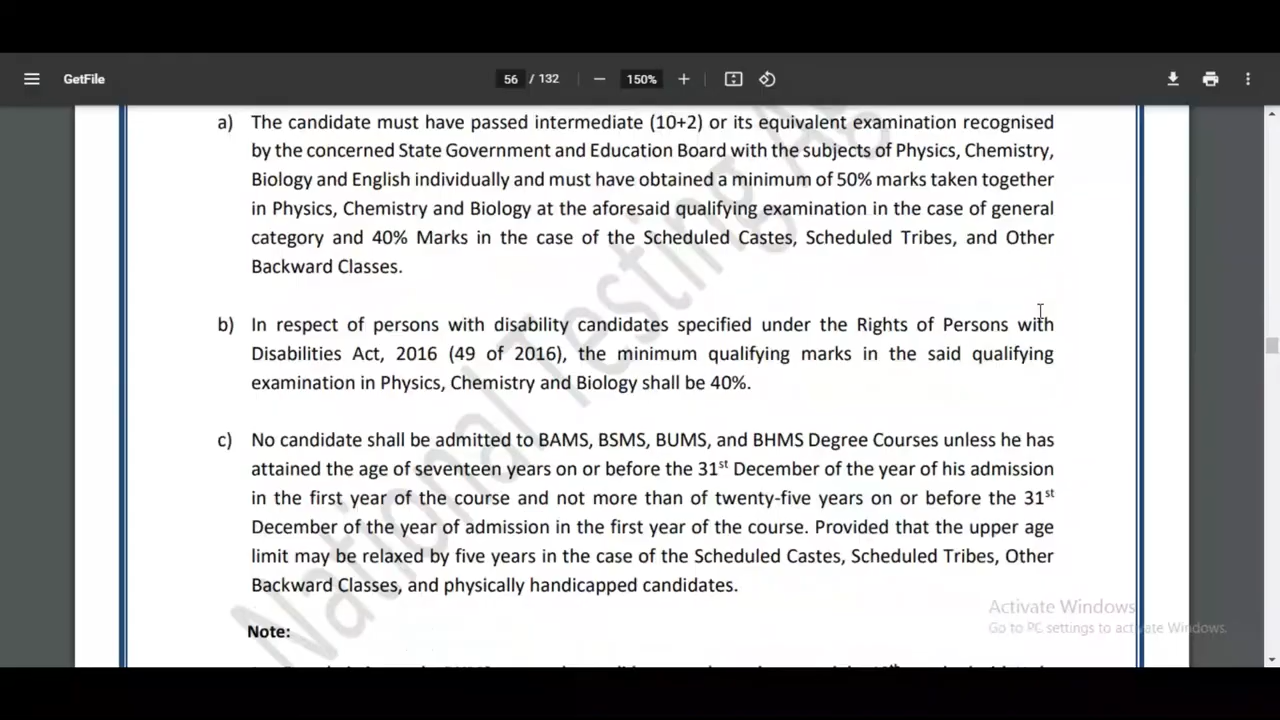 GetFile
56 / 132
150%
a) The candidate must have passed intermediate (10+2) or its equivalent examination recognised
by the concerned State Government and Education Board with the subjects of Physics, Chemistry,
Biology and English individually and must have obtained a minimum of 50% marks taken together
in Physics, Chemistry and Biology at the aforesaid qualifying examination in the case of general
category and 40% Marks in the case of the Scheduled Castes, Scheduled Tribes, and Other
Backward Classes.
b) In respect of persons with disability candidates specified under the Rights of Persons with
Disabilities Act, 2016 (49 of 2016), the minimum qualifying marks in the said qualifying
examination in Physics, Chemistry and Biology shall be 40%.
c) No candidate shall be admitted to BAMS, BSMS, BUMS, and BHMS Degree Courses unless he has
attained the age of seventeen years on or before the 31st December of the year of his admission
in the first year of the course and not more than of twenty-five years on or before the 31st
December of the year of admission in the first year of the course. Provided that the upper age
limit may be relaxed by five years in the case of the Scheduled Castes, Scheduled Tribes, Other
Backward Classes, and physically handicapped candidates.
Note:
National Testing
Activate Windows
Go to PC settings to activate Windows.